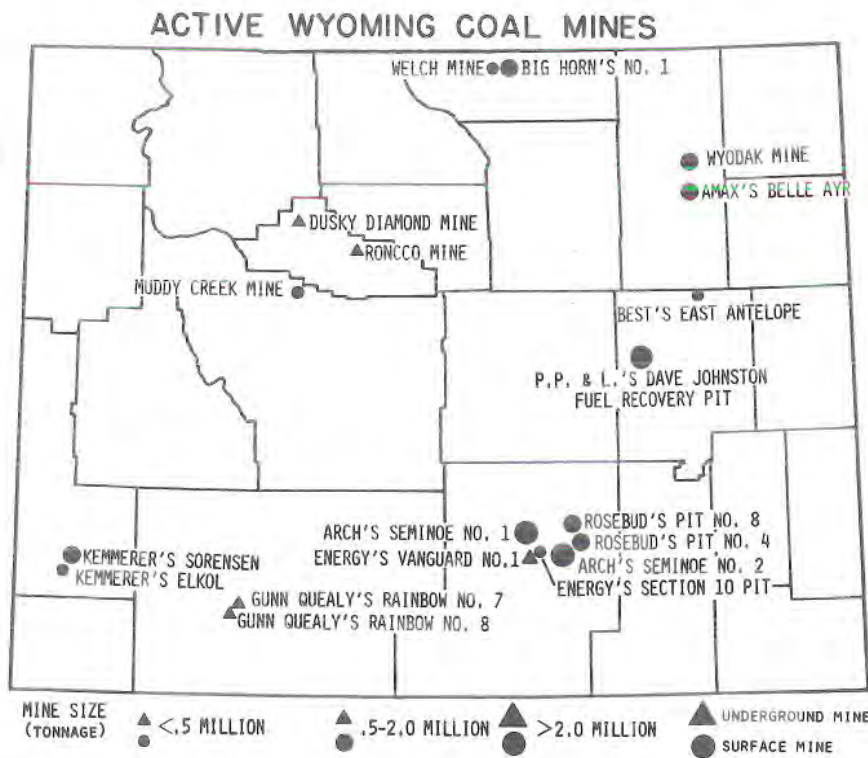 ACTIVE WYOMING COAL MINES
WELCH MINE
BIG HORN'S NO. 1
WYODAK MINE
AMAX'S BELLE AYR
DUSKY DIAMOND MINE
RONCCO MINE
MUDDY CREEK MINE
BEST'S EAST ANTELOPE
P.P. & L.'S DAVE JOHNSTON
FUEL RECOVERY PIT
ARCH'S SEMINOE NO. 1
ROSEBUD'S PIT NO. 8
ROSEBUD'S PIT NO. 4
ENERGY'S VANGUARD NO.1
ARCH'S SEMINOE NO. 2
ENERGY'S SECTION 10 PIT
KEMMERER'S SORENSEN
KEMMERER'S ELKOL
GUNN QUEALY'S RAINBOW NO. 7
GUNN QUEALY'S RAINBOW NO. 8
MINE SIZE
(TONNAGE)
<.5 MILLION
.5-2.0 MILLION
>2.0 MILLION
UNDERGROUND MINE
SURFACE MINE